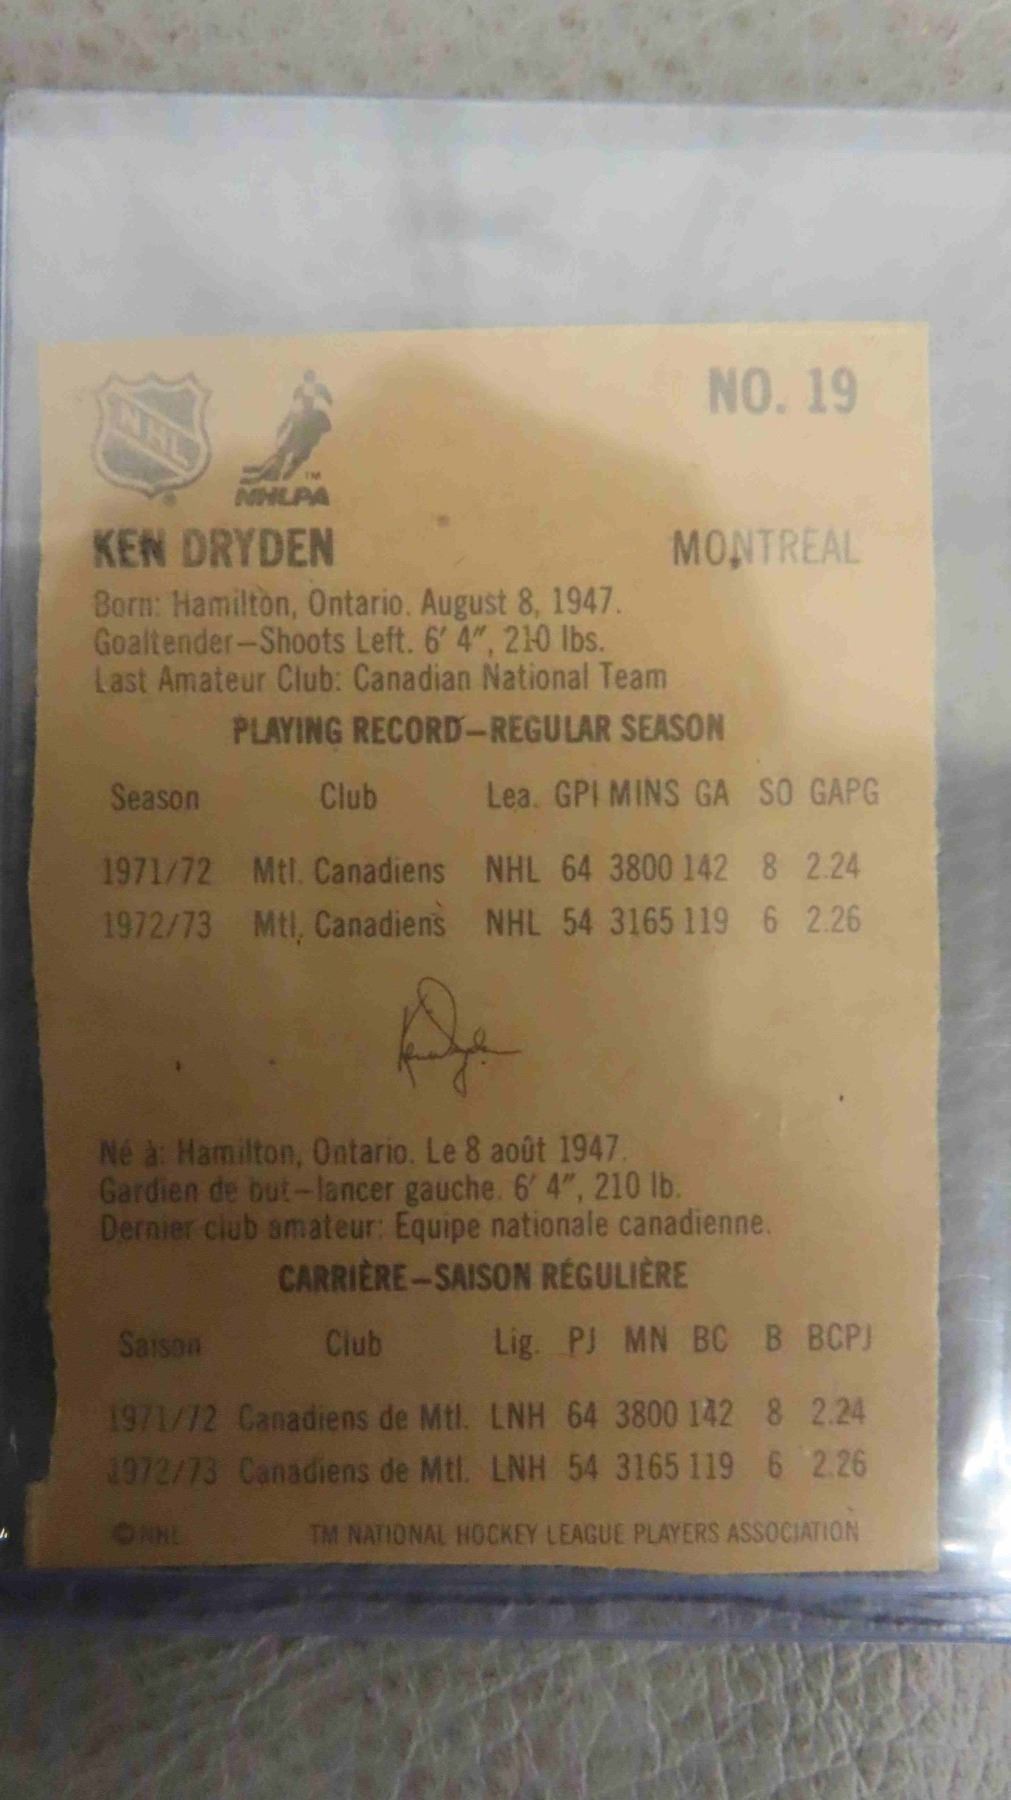 NHL
NHLPA TM
NO. 19
KEN DRYDEN MONTREAL
Born: Hamilton, Ontario. August 8, 1947.
Goaltender—Shoots Left. 6′ 4″, 210 lbs.
Last Amateur Club: Canadian National Team
PLAYING RECORD—REGULAR SEASON
Season Club Lea. GPI MINS GA SO GAPG
1971/72 Mtl. Canadiens NHL 64 3800 142 8 2.24
1972/73 Mtl. Canadiens NHL 54 3165 119 6 2.26
Ken Dryden
Né à: Hamilton, Ontario. Le 8 août 1947.
Gardien de but—lancer gauche. 6′ 4″, 210 lb.
Dernier club amateur: Equipe nationale canadienne.
CARRIÈRE—SAISON RÉGULIÈRE
Saison Club Lig. PJ MN BC B BCPJ
1971/72 Canadiens de Mtl. LNH 64 3800 142 8 2.24
1972/73 Canadiens de Mtl. LNH 54 3165 119 6 2.26
©NHL TM NATIONAL HOCKEY LEAGUE PLAYERS ASSOCIATION